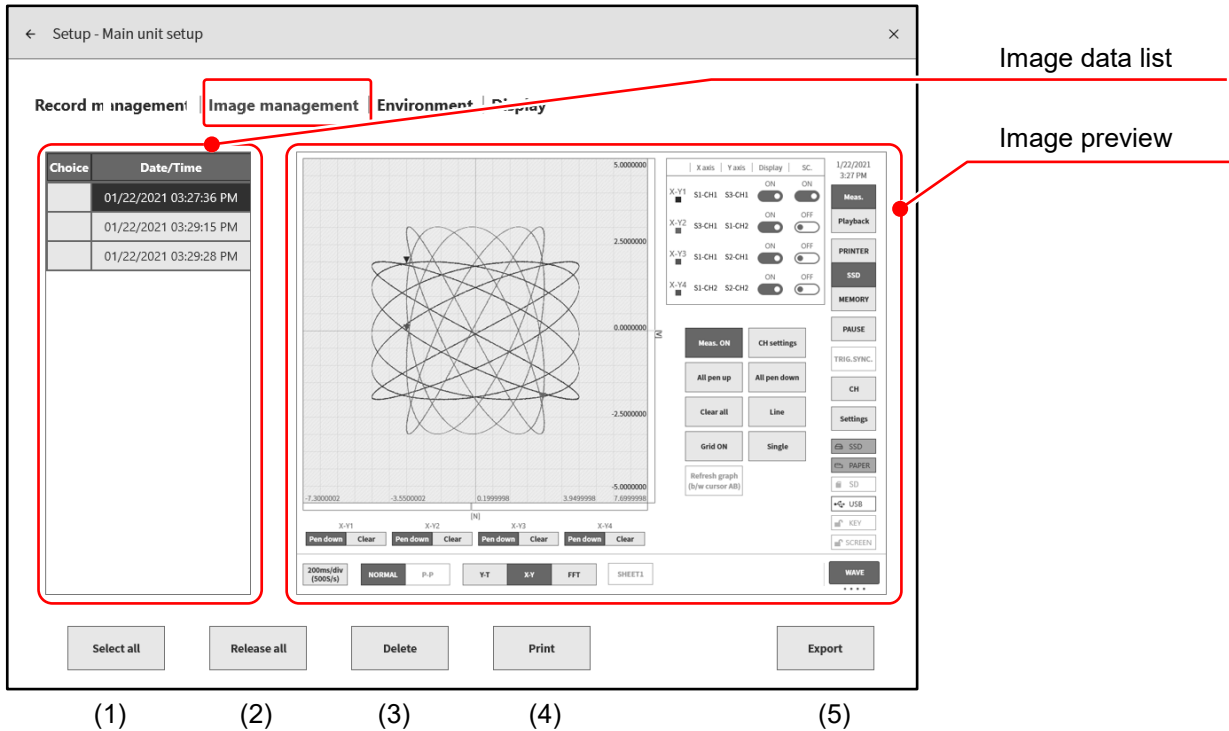 ← Setup - Main unit setup ×
Image data list
Image preview
Record management | Image management | Environment | Display
Choice Date/Time
01/22/2021 03:27:36 PM
01/22/2021 03:29:15 PM
01/22/2021 03:29:28 PM
5.0000000
2.5000000
0.0000000
-2.5000000
-5.0000000
[V]
-7.3000002 -3.5500002 0.1999998 3.9499998 7.6999998
[N]
X axis Y axis Display SC.
X-Y1 S1-CH1 S3-CH1 ON ON
X-Y2 S3-CH1 S1-CH2 ON OFF
X-Y3 S1-CH1 S2-CH1 ON OFF
X-Y4 S1-CH2 S2-CH2 ON OFF
Meas. ON CH settings
All pen up All pen down
Clear all Line
Grid ON Single
Refresh graph
(b/w cursor AB)
1/22/2021
3:27 PM
Meas.
Playback
PRINTER
SSD
MEMORY
PAUSE
TRIG.SYNC.
CH
Settings
SSD
PAPER
SD
USB
KEY
SCREEN
X-Y1 X-Y2 X-Y3 X-Y4
Pen down Clear Pen down Clear Pen down Clear Pen down Clear
200ms/div
(500S/s)
NORMAL P-P Y-T X-Y FFT SHEET1 WAVE
Select all Release all Delete Print Export
(1) (2) (3) (4) (5)